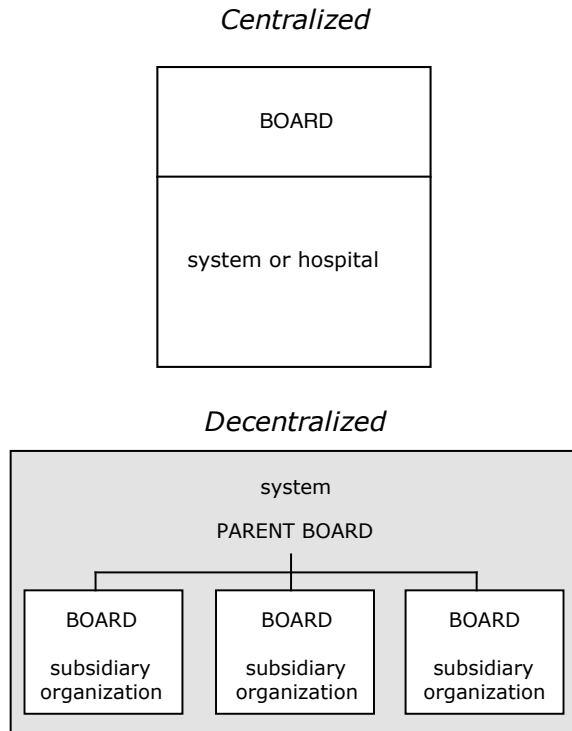 Centralized
BOARD
system or hospital
Decentralized
system
PARENT BOARD
BOARD
subsidiary
organization
BOARD
subsidiary
organization
BOARD
subsidiary
organization